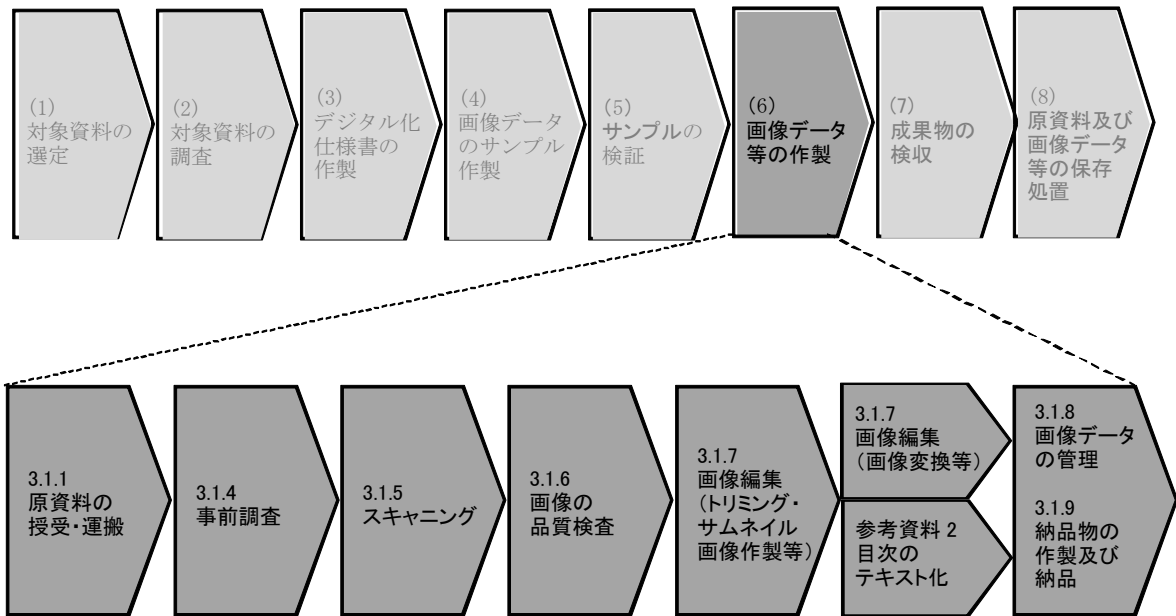 (1)
対象資料の
選定
(2)
対象資料の
調査
(3)
デジタル化
仕様書の
作製
(4)
画像データ
のサンプル
作製
(5)
サンプルの
検証
(6)
画像データ
等の作製
(7)
成果物の
検収
(8)
原資料及び
画像データ
等の保存
処置
3.1.1
原資料の
授受・運搬
3.1.4
事前調査
3.1.5
スキャニング
3.1.6
画像の
品質検査
3.1.7
画像編集
(トリミング・
サムネイル
画像作製等)
3.1.7
画像編集
(画像変換等)
参考資料 2
目次の
テキスト化
3.1.8
画像データ
の管理
3.1.9
納品物の
作製及び
納品